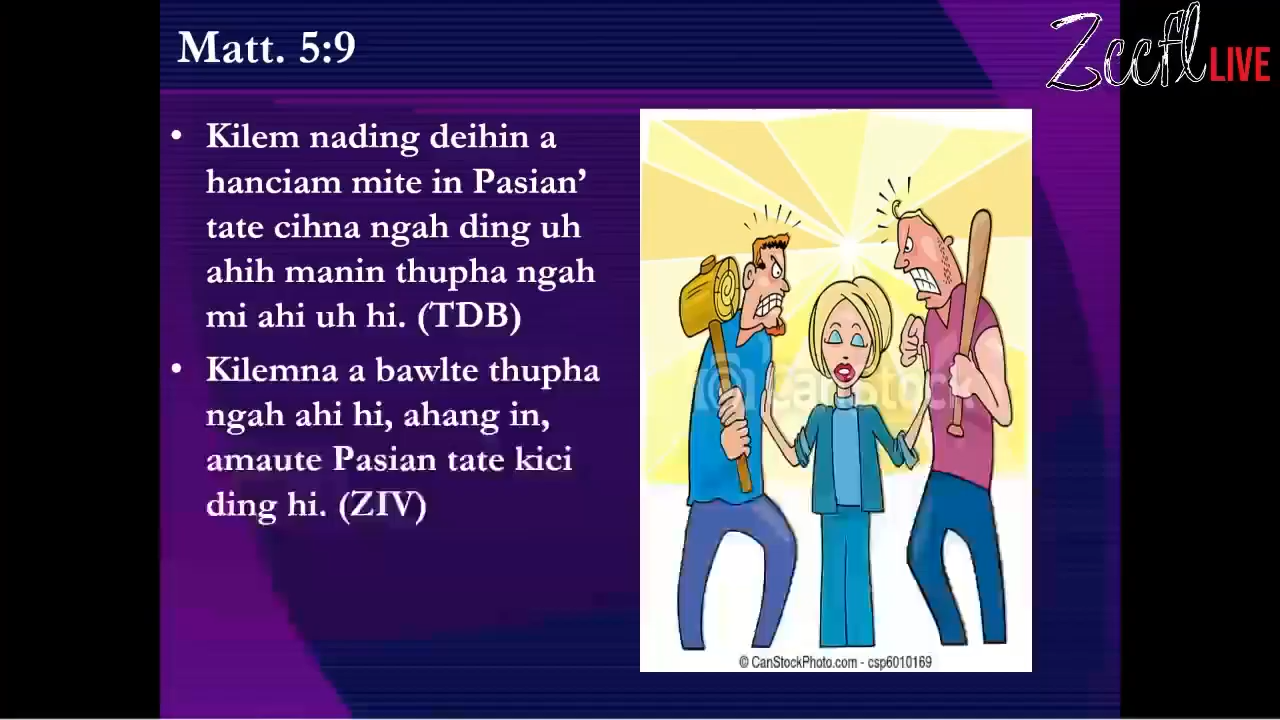 Matt. 5:9
Zccfl LIVE
• Kilem nading deihin a
hanciam mite in Pasian’
tate cihna ngah ding uh
ahih manin thupha ngah
mi ahi uh hi. (TDB)
• Kilemna a bawlte thupha
ngah ahi hi, ahang in,
amaute Pasian tate kici
ding hi. (ZIV)
CanStock
© CanStockPhoto.com - csp6010169